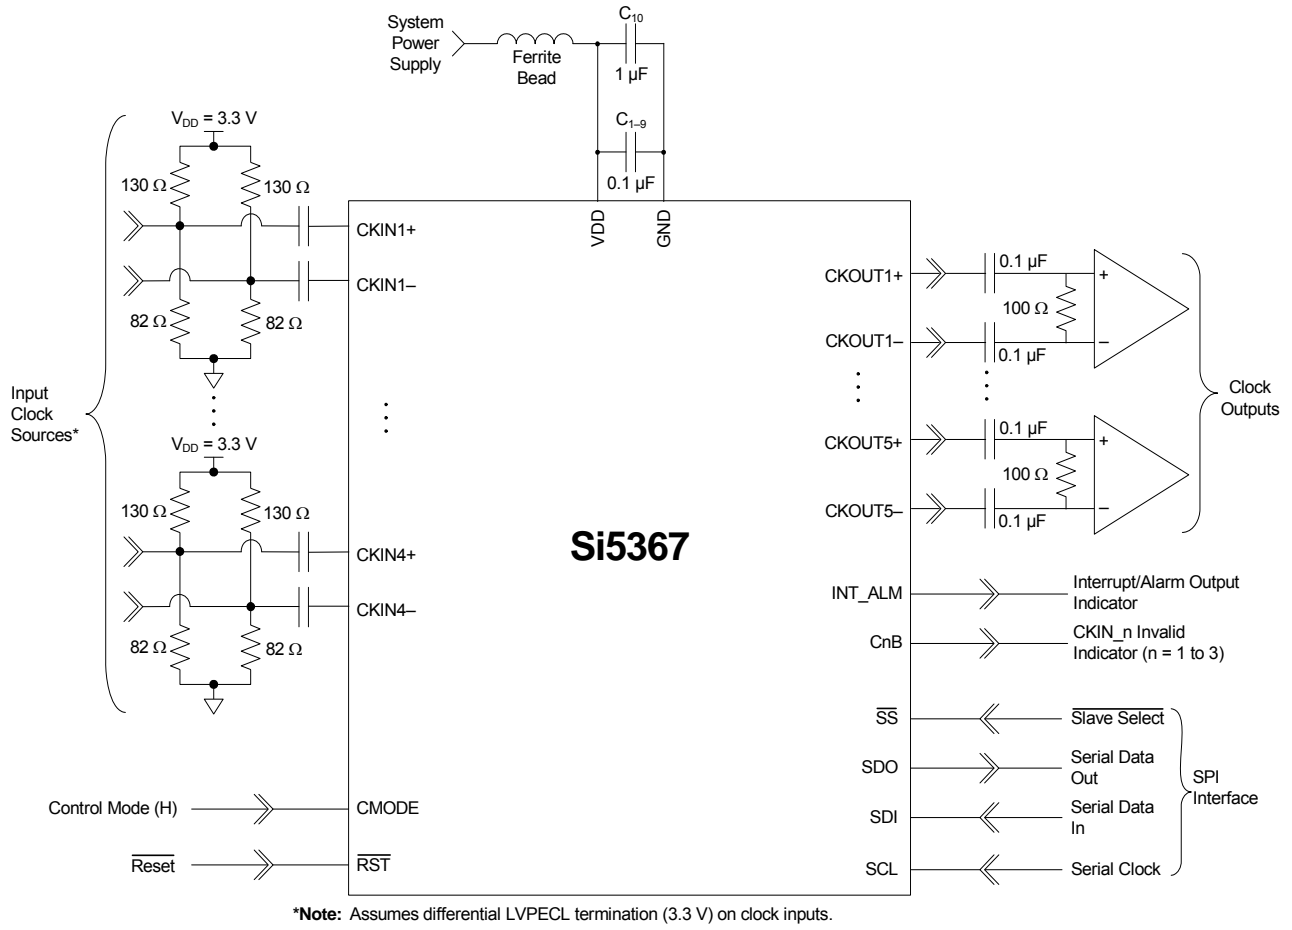 System
Power
Supply
Ferrite
Bead
C10
1 µF
C1–9
0.1 µF
VDD
GND
Input
Clock
Sources*
VDD = 3.3 V
130 Ω
130 Ω
82 Ω
82 Ω
VDD = 3.3 V
130 Ω
130 Ω
82 Ω
82 Ω
CKIN1+
CKIN1–
CKIN4+
CKIN4–
Control Mode (H)
CMODE
Reset
RST
Si5367
CKOUT1+
CKOUT1–
CKOUT5+
CKOUT5–
0.1 µF
100 Ω
0.1 µF
+
–
0.1 µF
100 Ω
0.1 µF
+
–
Clock
Outputs
INT_ALM
Interrupt/Alarm Output
Indicator
CnB
CKIN_n Invalid
Indicator (n = 1 to 3)
SS
Slave Select
SDO
Serial Data
Out
SDI
Serial Data
In
SCL
Serial Clock
SPI
Interface
*Note: Assumes differential LVPECL termination (3.3 V) on clock inputs.